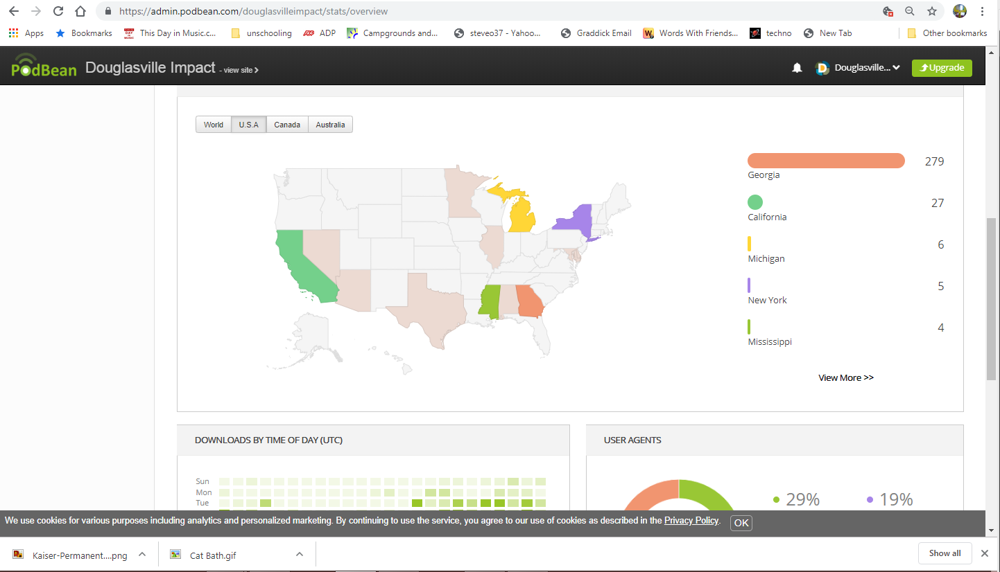 https://admin.podbean.com/douglasvilleimpact/stats/overview
Apps Bookmarks This Day in Music.c... unschooling ADP Campgrounds and... steveo37 - Yahoo... Graddick Email Words With Friends... techno New Tab Other bookmarks
PodBean Douglasville Impact - view site Douglasville... Upgrade
World U.S.A Canada Australia
279
Georgia
27
California
6
Michigan
5
New York
4
Mississippi
View More >>
DOWNLOADS BY TIME OF DAY (UTC)
USER AGENTS
Sun
Mon
Tue
29% 19%
We use cookies for various purposes including analytics and personalized marketing. By continuing to use the service, you agree to our use of cookies as described in the Privacy Policy. OK
Kaiser-Permanent....png Cat Bath.gif Show all